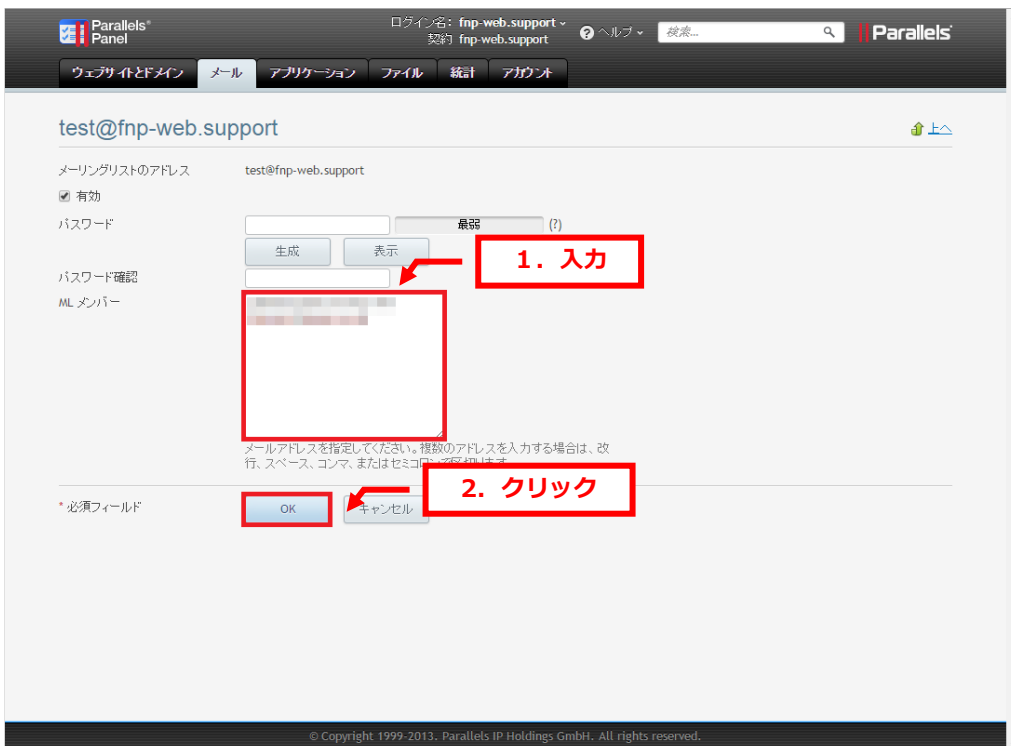 Parallels®
Panel
ログイン名: fnp-web.support
契約 fnp-web.support
ヘルプ
検索...
Parallels®
ウェブサイトとドメイン メール アプリケーション ファイル 統計 アカウント
test@fnp-web.support
上へ
メーリングリストのアドレス test@fnp-web.support
有効
パスワード 最弱 (?)
生成 表示
1. 入力
パスワード確認
ML メンバー
メールアドレスを指定してください。複数のアドレスを入力する場合は、改
行、スペース、コンマ、またはセミコロンで区切ります。
2. クリック
* 必須フィールド OK キャンセル
© Copyright 1999-2013. Parallels IP Holdings GmbH. All rights reserved.